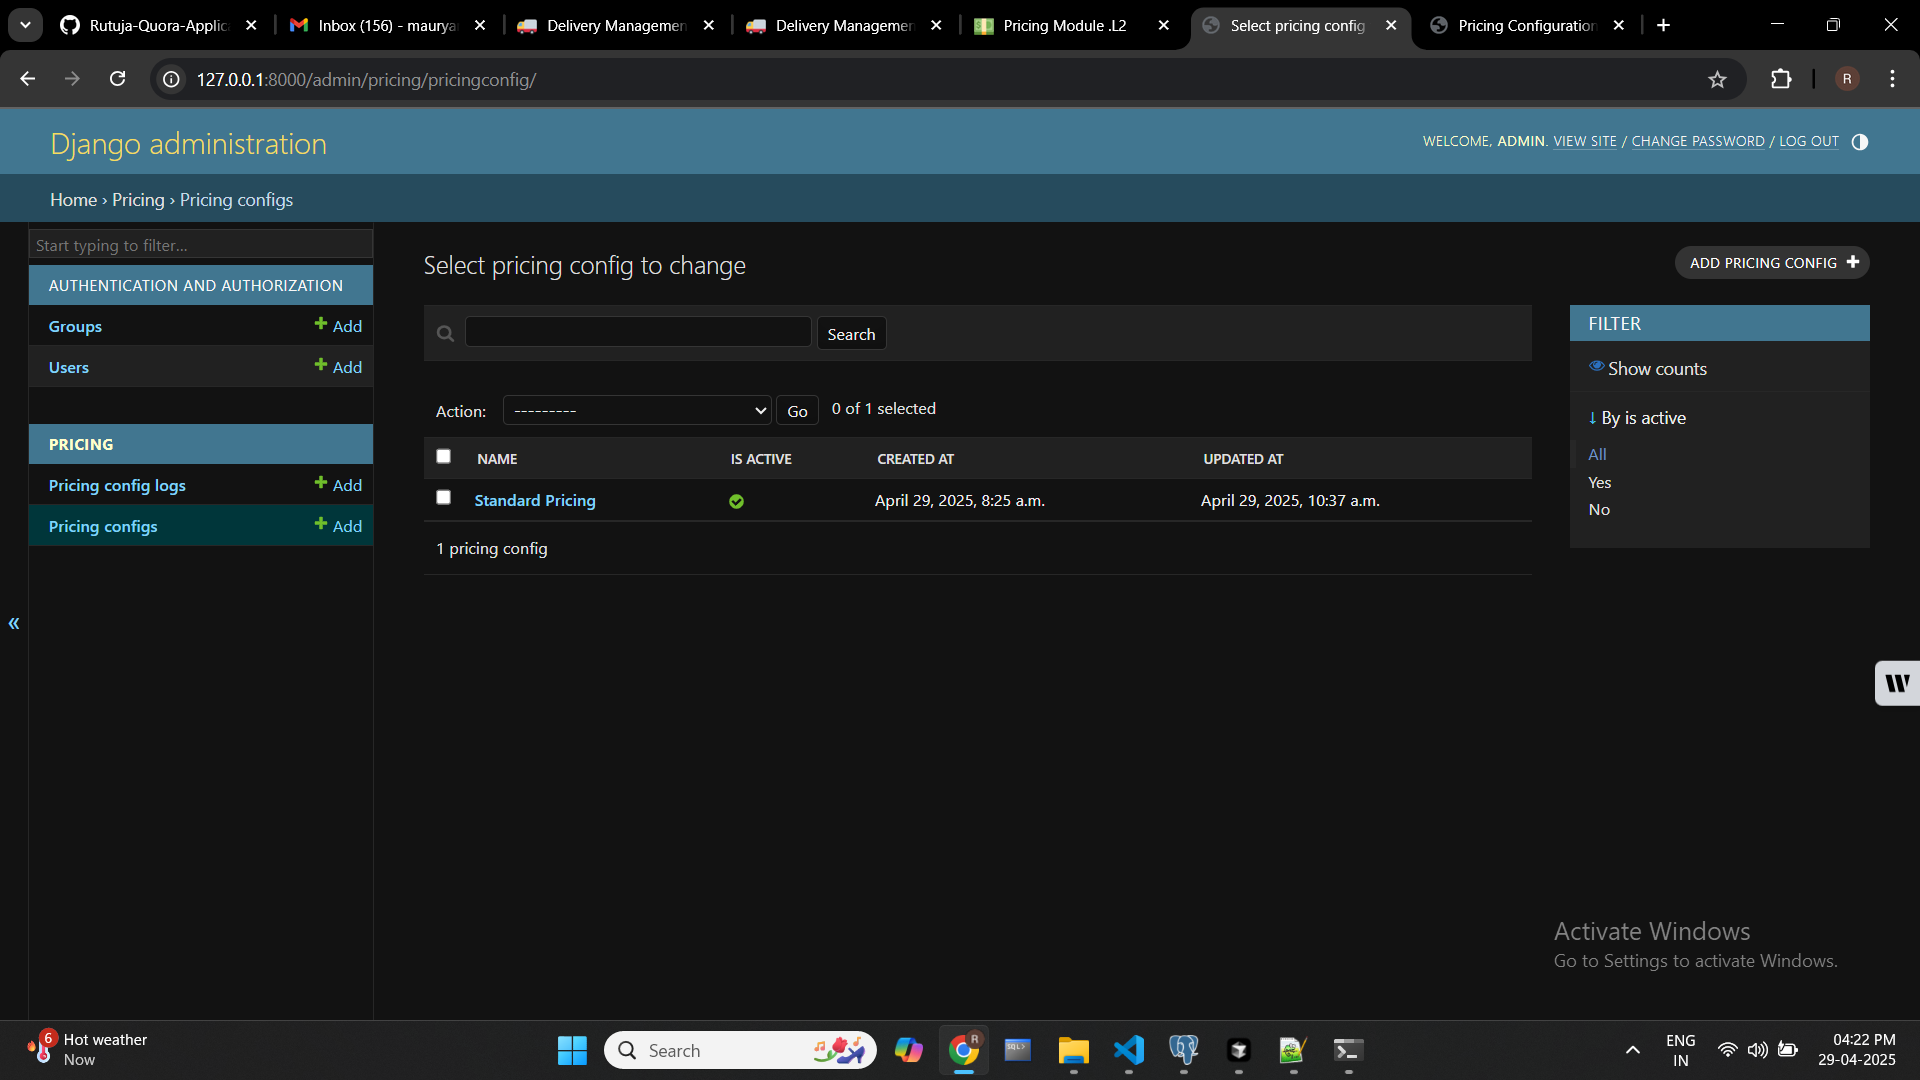 Rutuja-Quora-Applica
Inbox (156) - maurya
Delivery Managemen
Delivery Managemen
Pricing Module .L2
Select pricing config
Pricing Configuration
127.0.0.1:8000/admin/pricing/pricingconfig/
R
Django administration
WELCOME, ADMIN. VIEW SITE / CHANGE PASSWORD / LOG OUT
Home › Pricing › Pricing configs
Start typing to filter...
AUTHENTICATION AND AUTHORIZATION
Groups + Add
Users + Add
PRICING
Pricing config logs + Add
Pricing configs + Add
«
Select pricing config to change
ADD PRICING CONFIG +
Search
Action: --------- Go 0 of 1 selected
NAME IS ACTIVE CREATED AT UPDATED AT
Standard Pricing April 29, 2025, 8:25 a.m. April 29, 2025, 10:37 a.m.
1 pricing config
FILTER
Show counts
↓ By is active
All
Yes
No
W
Activate Windows
Go to Settings to activate Windows.
6
Hot weather
Now
Search
R
SQL>
ENG
IN
04:22 PM
29-04-2025